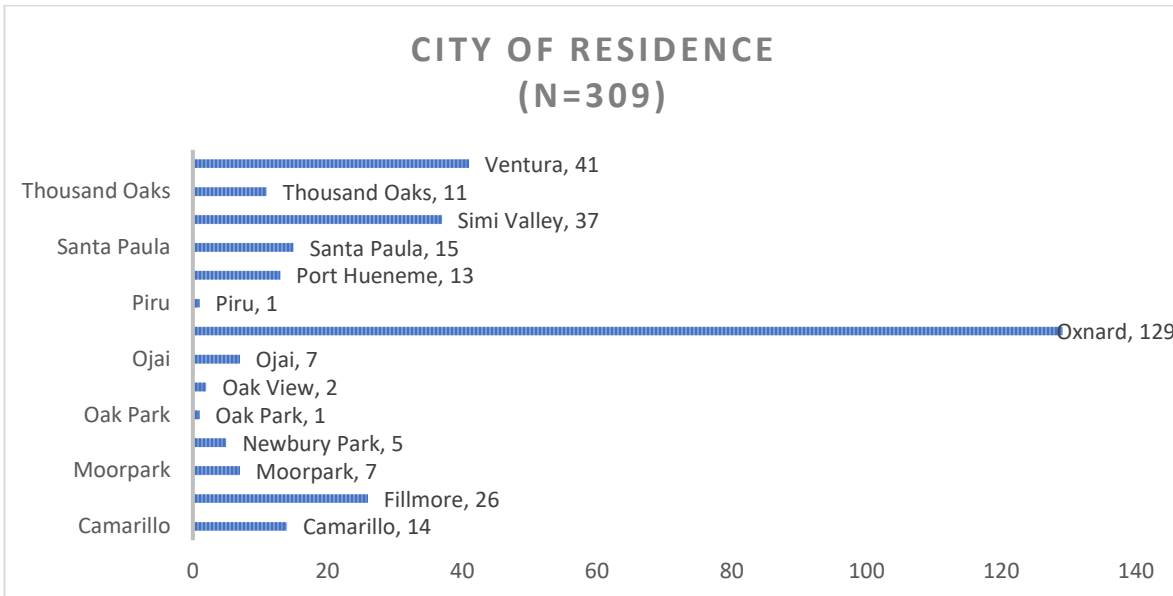 CITY OF RESIDENCE
(N=309)
Ventura, 41
Thousand Oaks Thousand Oaks, 11
Simi Valley, 37
Santa Paula Santa Paula, 15
Port Hueneme, 13
Piru Piru, 1
Oxnard, 129
Ojai Ojai, 7
Oak View, 2
Oak Park Oak Park, 1
Newbury Park, 5
Moorpark Moorpark, 7
Fillmore, 26
Camarillo Camarillo, 14
0 20 40 60 80 100 120 140